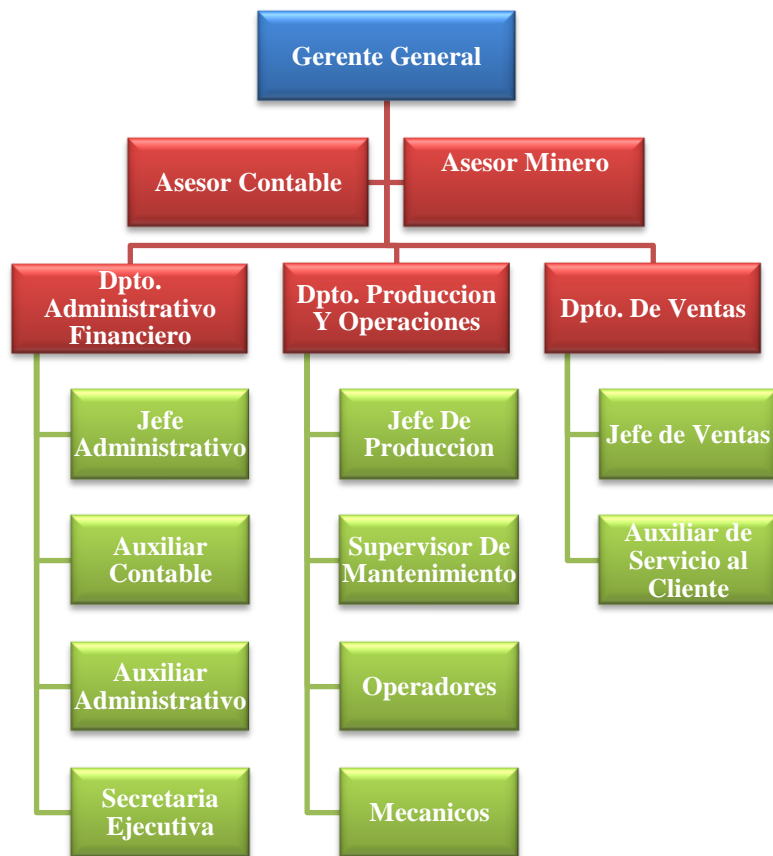 Gerente General
Asesor Contable
Asesor Minero
Dpto.
Administrativo
Financiero
Dpto. Produccion
Y Operaciones
Dpto. De Ventas
Jefe
Administrativo
Auxiliar
Contable
Auxiliar
Administrativo
Secretaria
Ejecutiva
Jefe De
Produccion
Supervisor De
Mantenimiento
Operadores
Mecanicos
Jefe de Ventas
Auxiliar de
Servicio al
Cliente